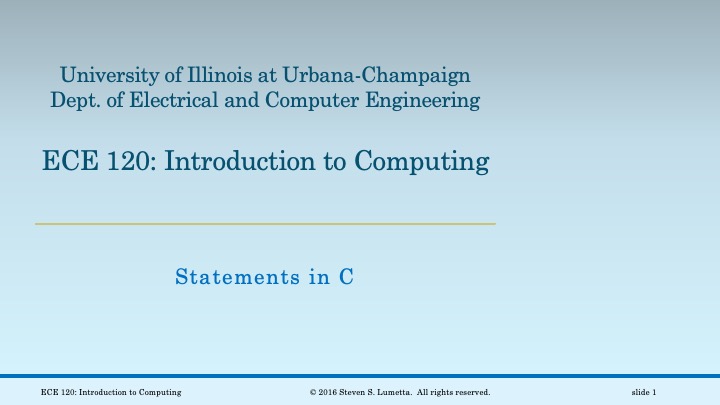 University of Illinois at Urbana-Champaign
Dept. of Electrical and Computer Engineering
ECE 120: Introduction to Computing
Statements in C
ECE 120: Introduction to Computing
© 2016 Steven S. Lumetta.  All rights reserved.
slide 1